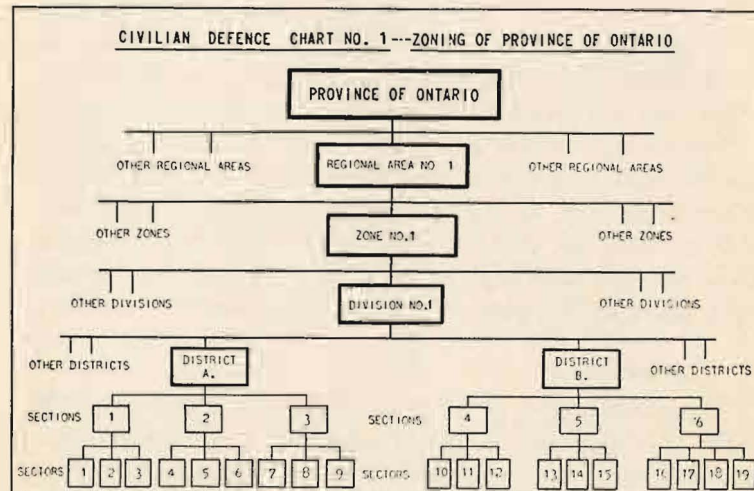 CIVILIAN DEFENCE CHART NO. 1---ZONING OF PROVINCE OF ONTARIO
PROVINCE OF ONTARIO
OTHER REGIONAL AREAS
REGIONAL AREA NO 1
OTHER REGIONAL AREAS
OTHER ZONES
ZONE NO.1
OTHER ZONES
OTHER DIVISIONS
DIVISION NO.1
OTHER DIVISIONS
OTHER DISTRICTS
DISTRICT
A.
DISTRICT
B.
OTHER DISTRICTS
SECTIONS 1 2 3 SECTIONS 4 5 6
SECTORS 1 2 3 4 5 6 7 8 9 SECTORS 10 11 12 13 14 15 16 17 18 19